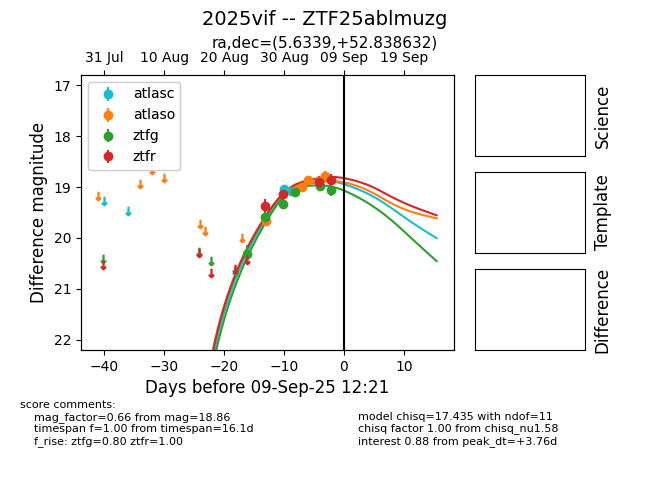 2025vif -- ZTF25ablmuzg
ra,dec=(5.6339,+52.838632)
31 Jul 10 Aug 20 Aug 30 Aug 09 Sep 19 Sep
17
18
19
20
21
22
Difference magnitude
atlasc
atlaso
ztfg
ztfr
−40 −30 −20 −10 0 10
Days before 09-Sep-25 12:21
Science
Template
Difference
score comments:
mag_factor=0.66 from mag=18.86
timespan f=1.00 from timespan=16.1d
f_rise: ztfg=0.80 ztfr=1.00
model chisq=17.435 with ndof=11
chisq factor 1.00 from chisq_nu1.58
interest 0.88 from peak_dt=+3.76d